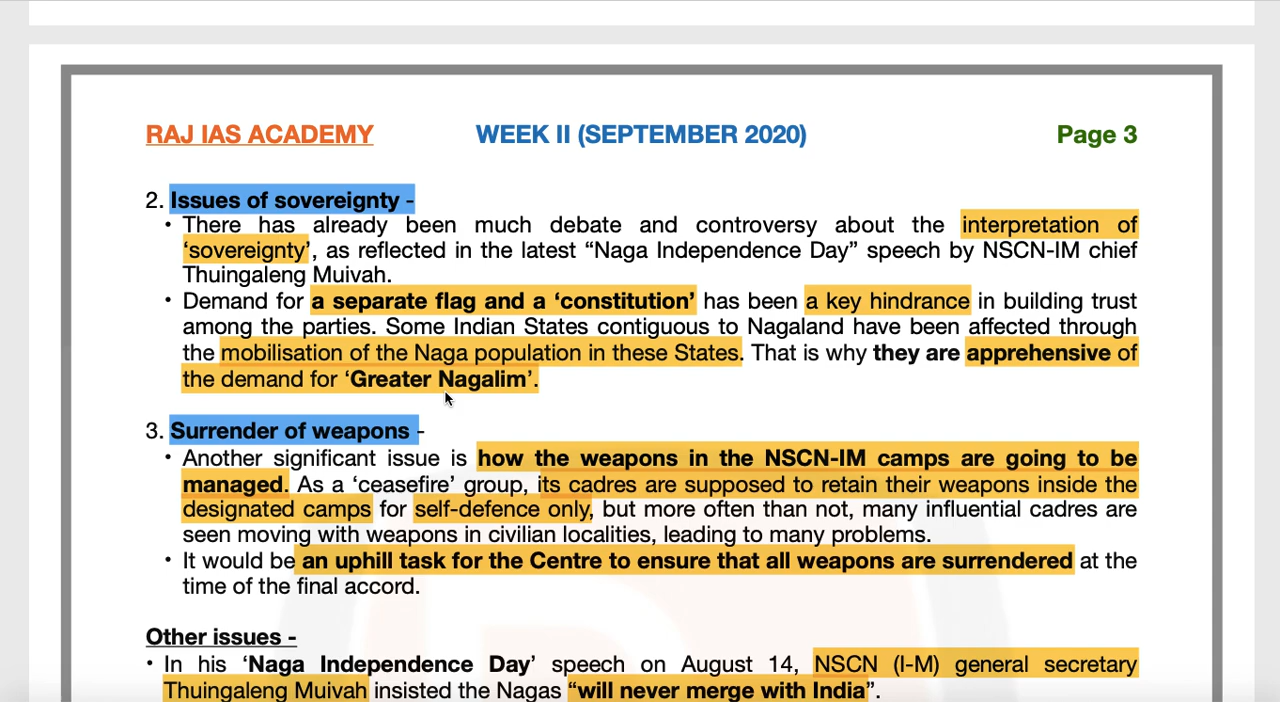 RAJ IAS ACADEMY WEEK II (SEPTEMBER 2020) Page 3
2. Issues of sovereignty -
• There has already been much debate and controversy about the interpretation of
‘sovereignty’, as reflected in the latest “Naga Independence Day” speech by NSCN-IM chief
Thuingaleng Muivah.
• Demand for a separate flag and a ‘constitution’ has been a key hindrance in building trust
among the parties. Some Indian States contiguous to Nagaland have been affected through
the mobilisation of the Naga population in these States. That is why they are apprehensive of
the demand for ‘Greater Nagalim’.
3. Surrender of weapons -
• Another significant issue is how the weapons in the NSCN-IM camps are going to be
managed. As a ‘ceasefire’ group, its cadres are supposed to retain their weapons inside the
designated camps for self-defence only, but more often than not, many influential cadres are
seen moving with weapons in civilian localities, leading to many problems.
• It would be an uphill task for the Centre to ensure that all weapons are surrendered at the
time of the final accord.
Other issues -
• In his ‘Naga Independence Day’ speech on August 14, NSCN (I-M) general secretary
Thuingaleng Muivah insisted the Nagas “will never merge with India”.